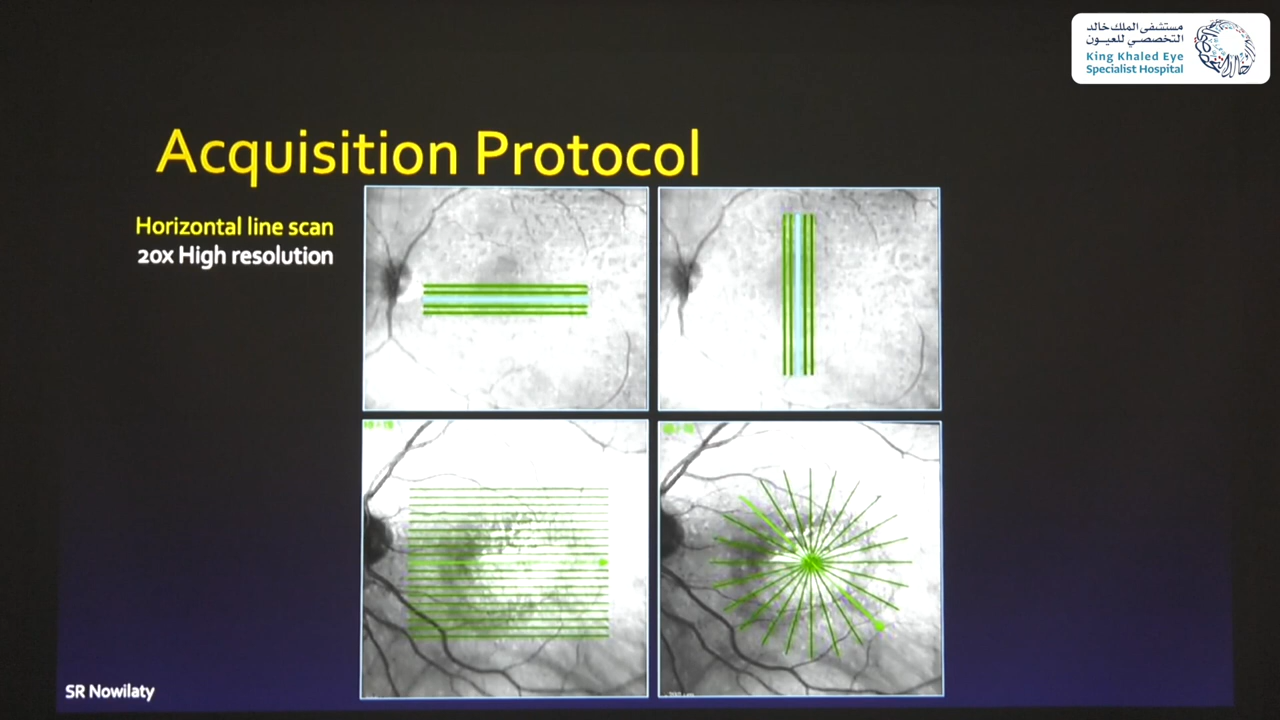 مستشفى الملك خالد
التخصصي للعيون
King Khaled Eye
Specialist Hospital
Acquisition Protocol
Horizontal line scan
20x High resolution
SR Nowilaty